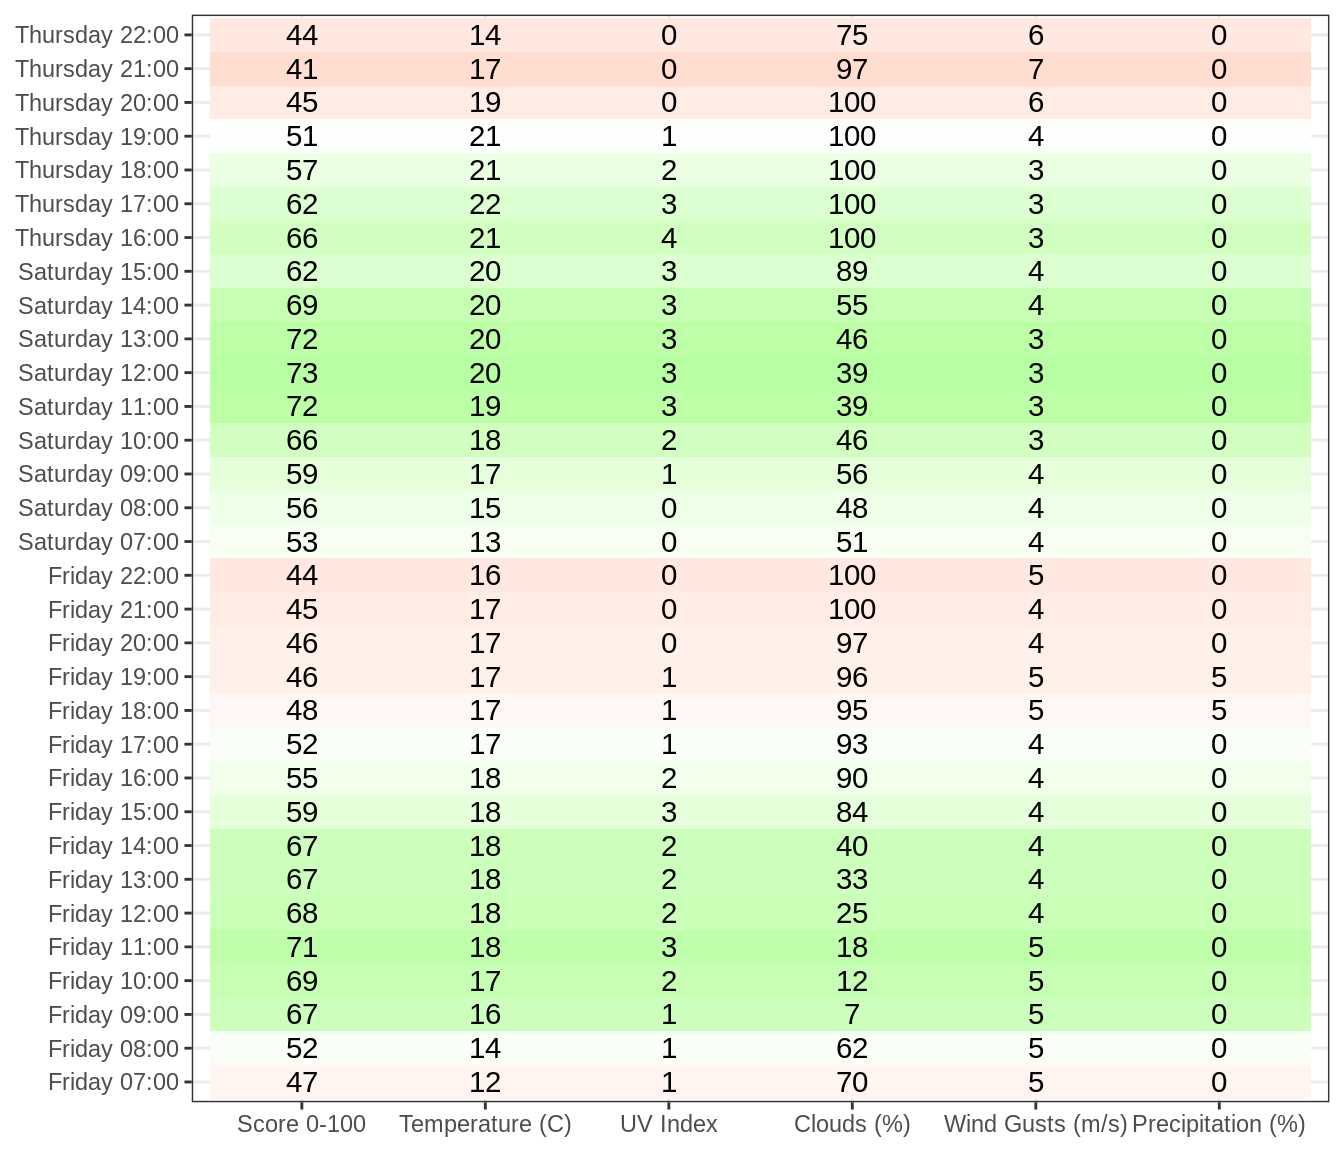 Thursday 22:00 44 14 0 75 6 0
Thursday 21:00 41 17 0 97 7 0
Thursday 20:00 45 19 0 100 6 0
Thursday 19:00 51 21 1 100 4 0
Thursday 18:00 57 21 2 100 3 0
Thursday 17:00 62 22 3 100 3 0
Thursday 16:00 66 21 4 100 3 0
Saturday 15:00 62 20 3 89 4 0
Saturday 14:00 69 20 3 55 4 0
Saturday 13:00 72 20 3 46 3 0
Saturday 12:00 73 20 3 39 3 0
Saturday 11:00 72 19 3 39 3 0
Saturday 10:00 66 18 2 46 3 0
Saturday 09:00 59 17 1 56 4 0
Saturday 08:00 56 15 0 48 4 0
Saturday 07:00 53 13 0 51 4 0
Friday 22:00 44 16 0 100 5 0
Friday 21:00 45 17 0 100 4 0
Friday 20:00 46 17 0 97 4 0
Friday 19:00 46 17 1 96 5 5
Friday 18:00 48 17 1 95 5 5
Friday 17:00 52 17 1 93 4 0
Friday 16:00 55 18 2 90 4 0
Friday 15:00 59 18 3 84 4 0
Friday 14:00 67 18 2 40 4 0
Friday 13:00 67 18 2 33 4 0
Friday 12:00 68 18 2 25 4 0
Friday 11:00 71 18 3 18 5 0
Friday 10:00 69 17 2 12 5 0
Friday 09:00 67 16 1 7 5 0
Friday 08:00 52 14 1 62 5 0
Friday 07:00 47 12 1 70 5 0
Score 0-100 Temperature (C) UV Index Clouds (%) Wind Gusts (m/s) Precipitation (%)